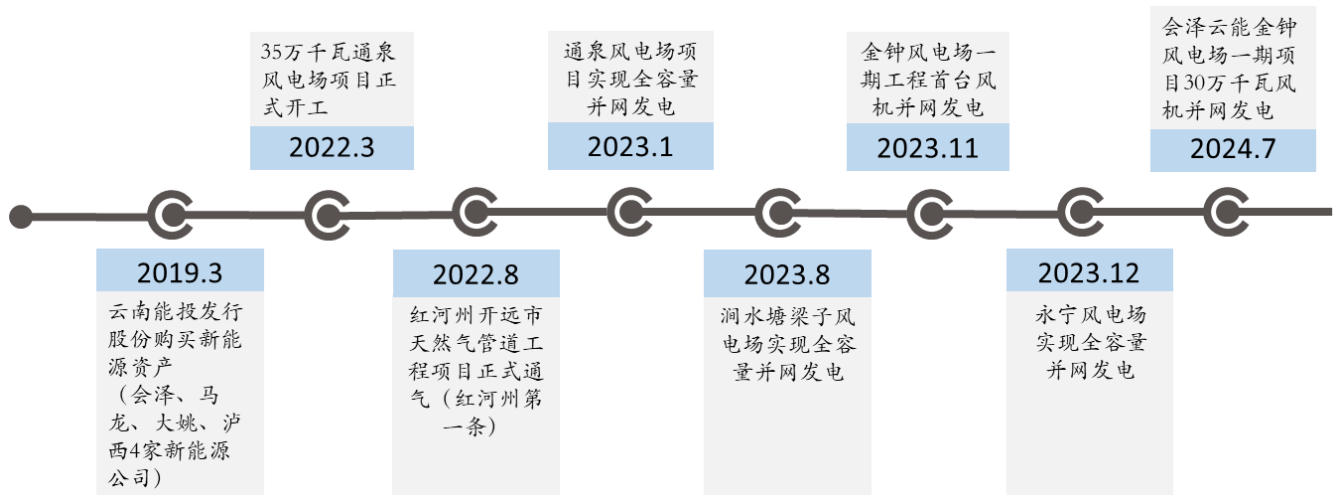 35万千瓦通泉
风电场项目正
式开工
2022.3
通泉风电场项
目实现全容量
并网发电
2023.1
金钟风电场一
期工程首台风
机并网发电
2023.11
会泽云能金钟
风电场一期项
目30万千瓦风
机并网发电
2024.7
2019.3
云南能投发行
股份购买新能
源资产
（会泽、马
龙、大姚、泸
西4家新能源
公司）
2022.8
红河州开远市
天然气管道工
程项目正式通
气（红河州第
一条）
2023.8
涧水塘梁子风
电场实现全容
量并网发电
2023.12
永宁风电场
实现全容量
并网发电